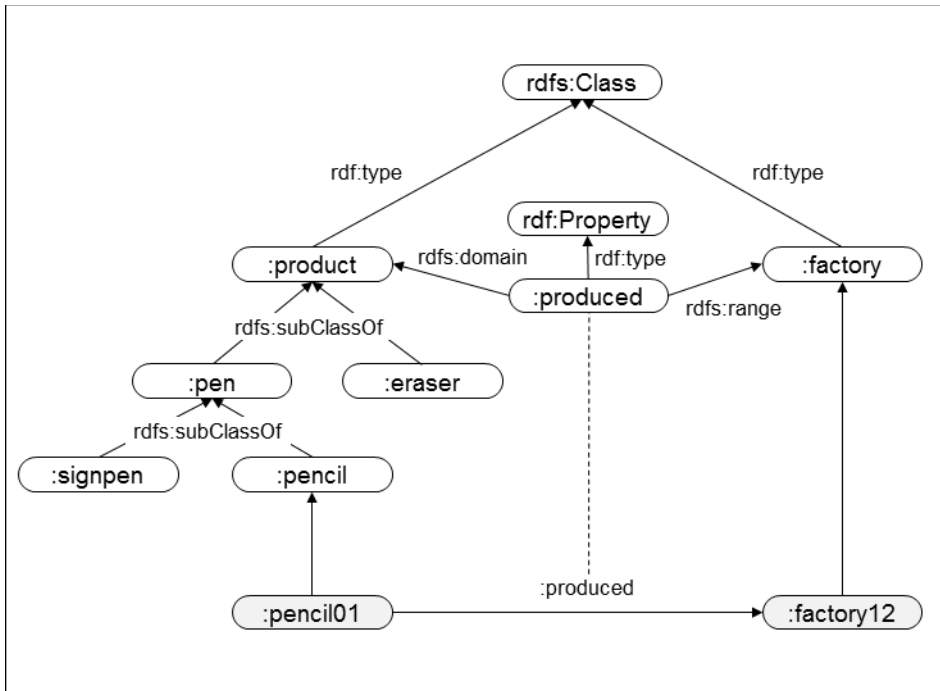 rdfs:Class
rdf:type
rdf:type
rdf:Property
rdfs:domain
rdf:type
:product
:factory
:produced
rdfs:range
rdfs:subClassOf
:pen
:eraser
rdfs:subClassOf
:signpen
:pencil
:produced
:pencil01
:factory12